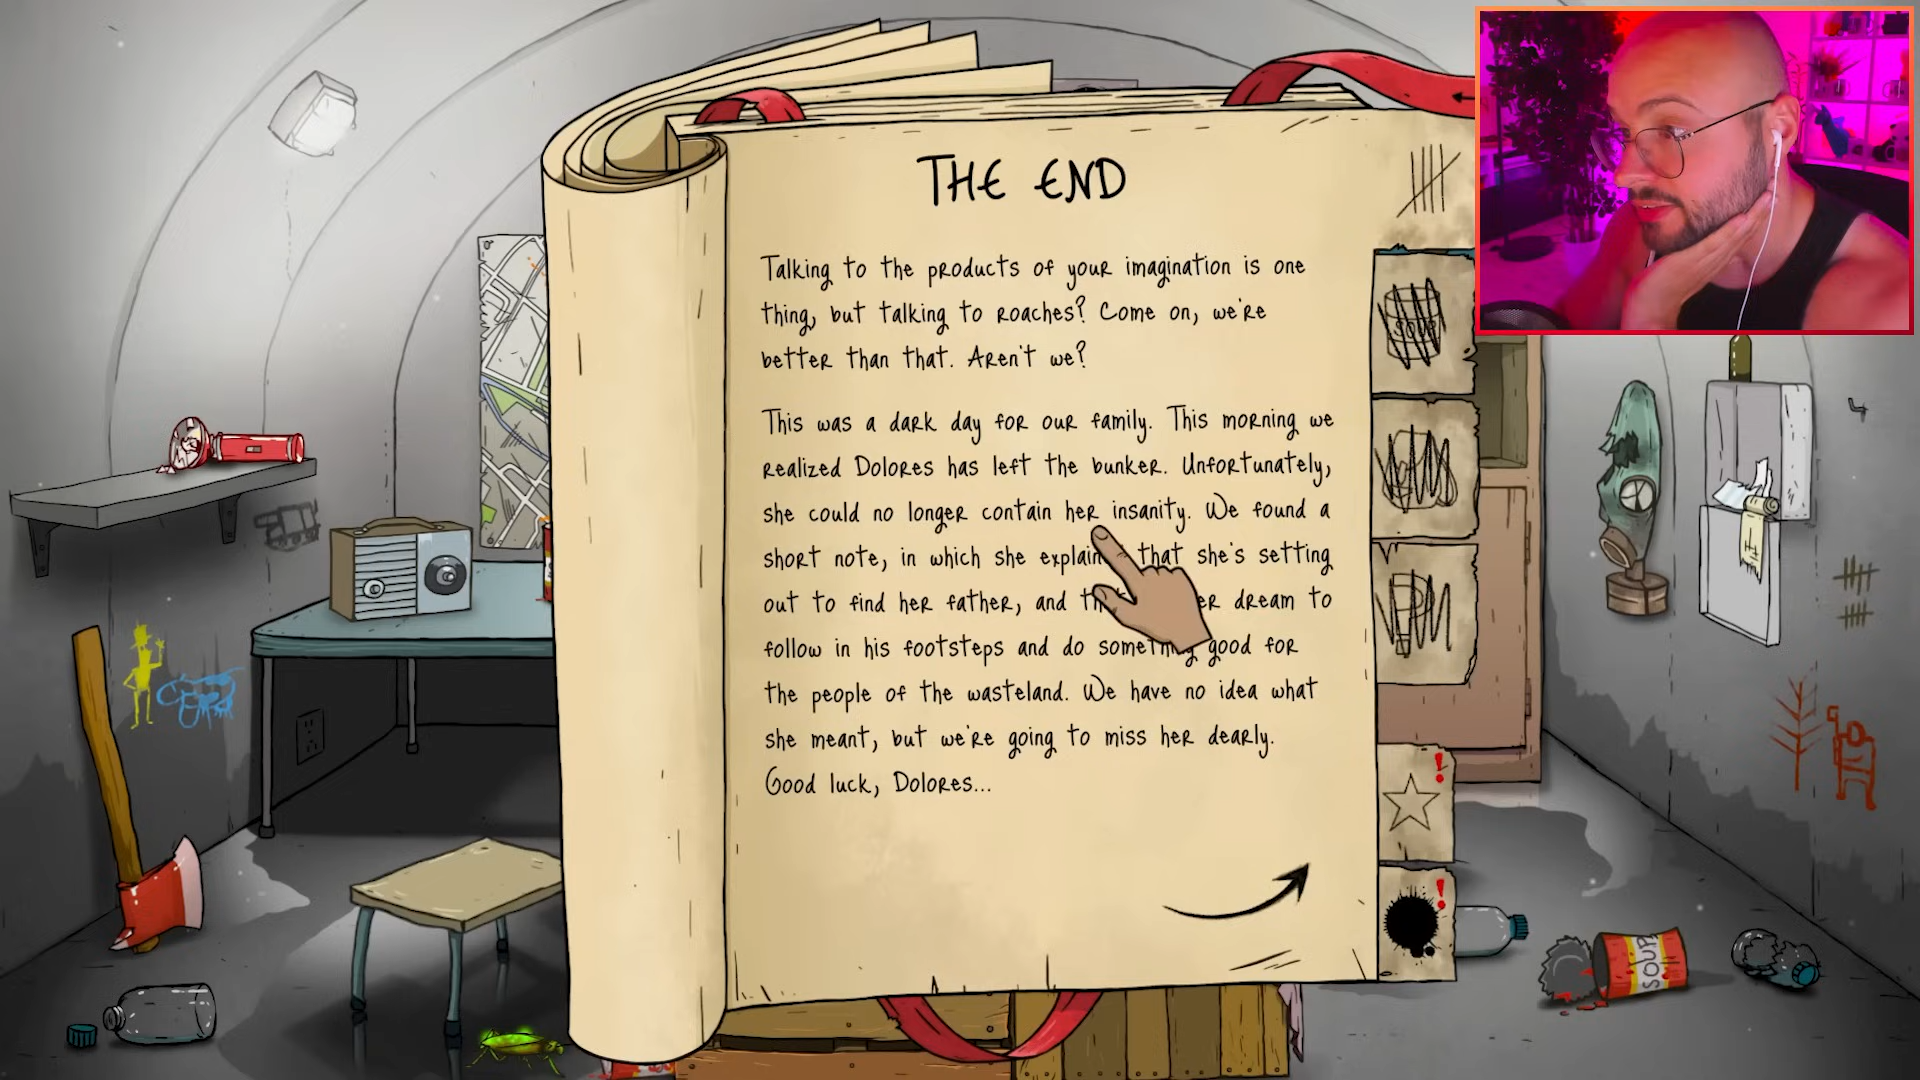 THE END
Talking to the products of your imagination is one
thing, but talking to roaches? Come on, we're
better than that. Aren't we?
This was a dark day for our family. This morning we
realized Dolores has left the bunker. Unfortunately,
she could no longer contain her insanity. We found a
short note, in which she explain that she's setting
out to find her father, and dream to
follow in his footsteps and do something good for
the people of the wasteland. We have no idea what
she meant, but we're going to miss her dearly.
Good luck, Dolores...
SOUP